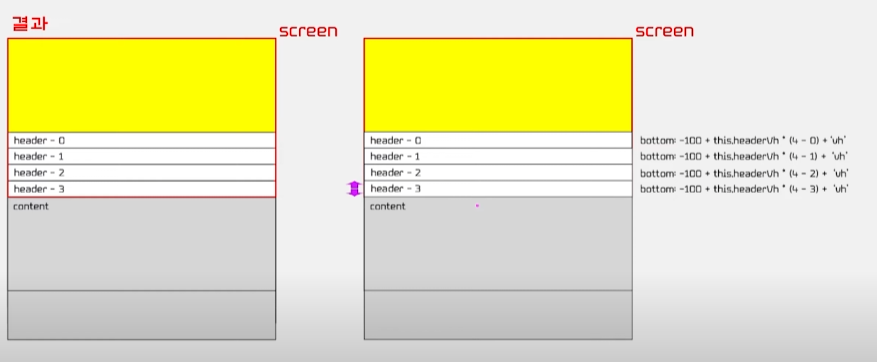 결과
screen
header - 0
header - 1
header - 2
header - 3
content
screen
header - 0
header - 1
header - 2
header - 3
content
bottom: -100 + this.headerVh * (4 - 0) + 'vh'
bottom: -100 + this.headerVh * (4 - 1) + 'vh'
bottom: -100 + this.headerVh * (4 - 2) + 'vh'
bottom: -100 + this.headerVh * (4 - 3) + 'vh'